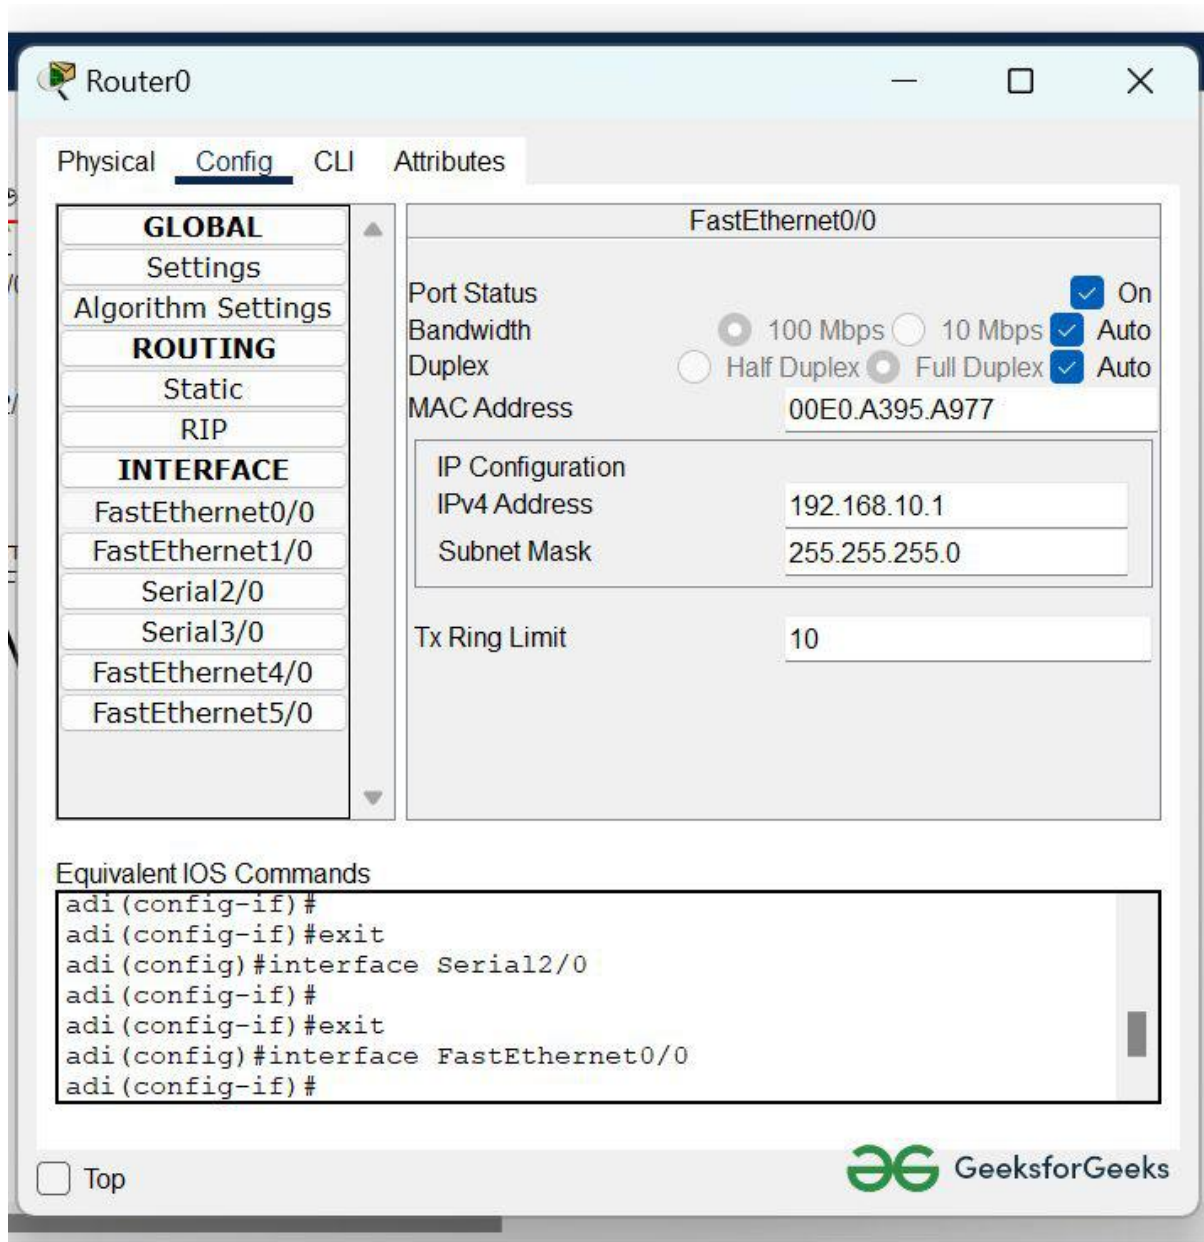 Router0
Physical Config CLI Attributes
GLOBAL
Settings
Algorithm Settings
ROUTING
Static
RIP
INTERFACE
FastEthernet0/0
FastEthernet1/0
Serial2/0
Serial3/0
FastEthernet4/0
FastEthernet5/0
FastEthernet0/0
Port Status On
Bandwidth 100 Mbps 10 Mbps Auto
Duplex Half Duplex Full Duplex Auto
MAC Address 00E0.A395.A977
IP Configuration
IPv4 Address 192.168.10.1
Subnet Mask 255.255.255.0
Tx Ring Limit 10
Equivalent IOS Commands
adi(config-if)#
adi(config-if)#exit
adi(config)#interface Serial2/0
adi(config-if)#
adi(config-if)#exit
adi(config)#interface FastEthernet0/0
adi(config-if)#
Top
GeeksforGeeks